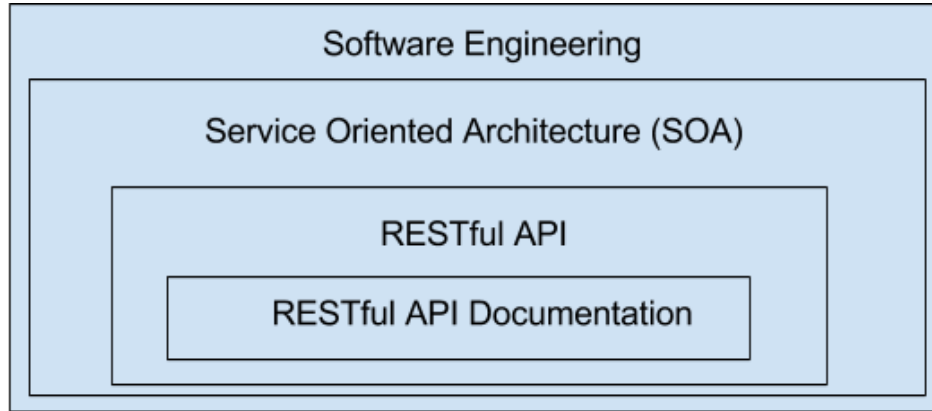 Software Engineering
Service Oriented Architecture (SOA)
RESTful API
RESTful API Documentation